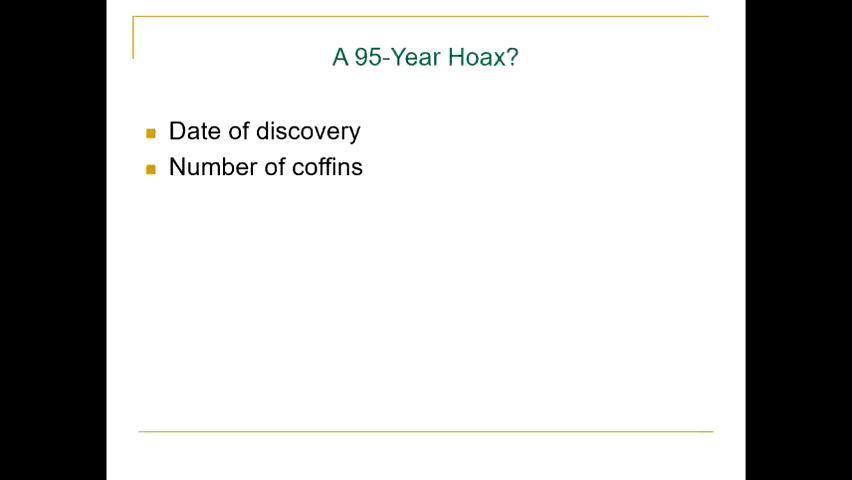 A 95-Year Hoax?
Date of discovery
Number of coffins